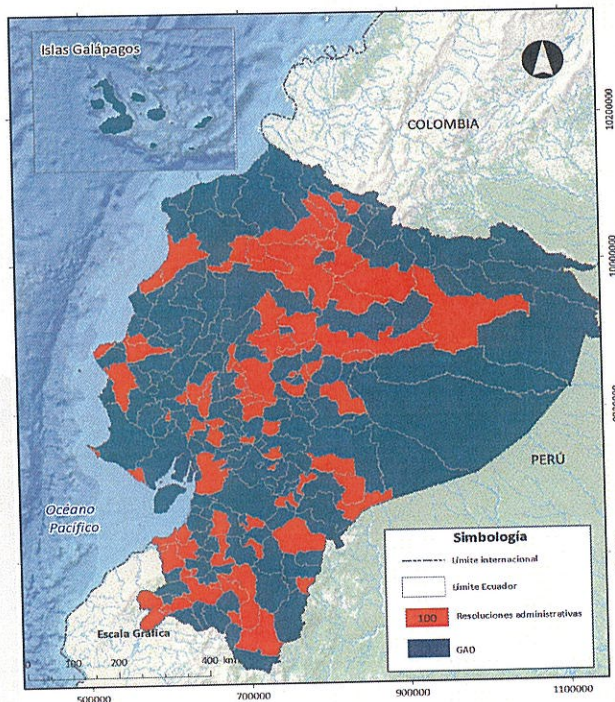 Islas Galápagos
COLOMBIA
10200000
10000000
PERÚ
Océano
Pacífico
Simbología
Límite internacional
Límite Ecuador
100 Resoluciones administrativas
GAD
Escala Gráfica
0 100 200 400 km
500000 700000 900000 1100000